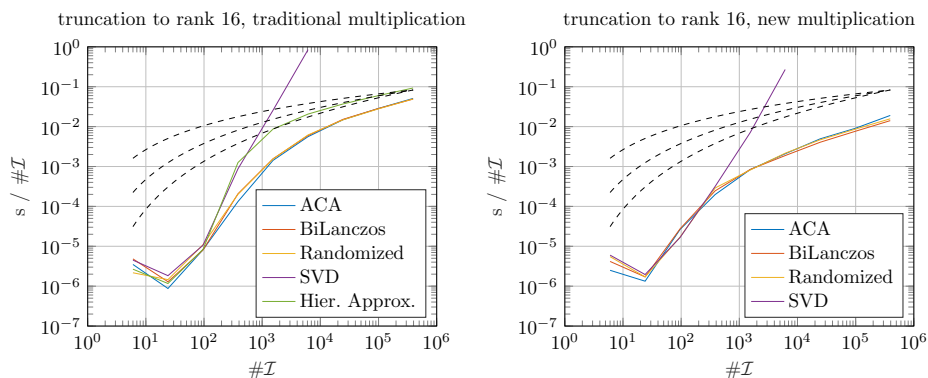 truncation to rank 16, traditional multiplication
10^0
10^−1
10^−2
10^−3
10^−4
10^−5
10^−6
10^−7
s / #ℐ
ACA
BiLanczos
Randomized
SVD
Hier. Approx.
10^0 10^1 10^2 10^3 10^4 10^5 10^6
#ℐ
truncation to rank 16, new multiplication
10^0
10^−1
10^−2
10^−3
10^−4
10^−5
10^−6
10^−7
s / #ℐ
ACA
BiLanczos
Randomized
SVD
10^0 10^1 10^2 10^3 10^4 10^5 10^6
#ℐ